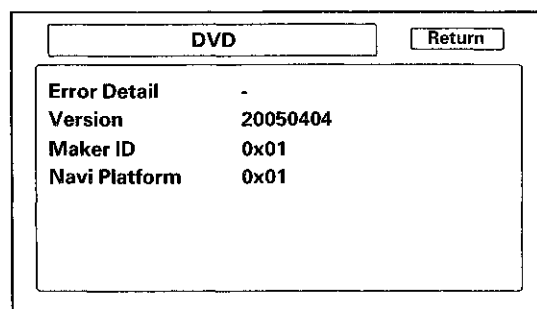 DVD Return
Error Detail -
Version 20050404
Maker ID 0x01
Navi Platform 0x01